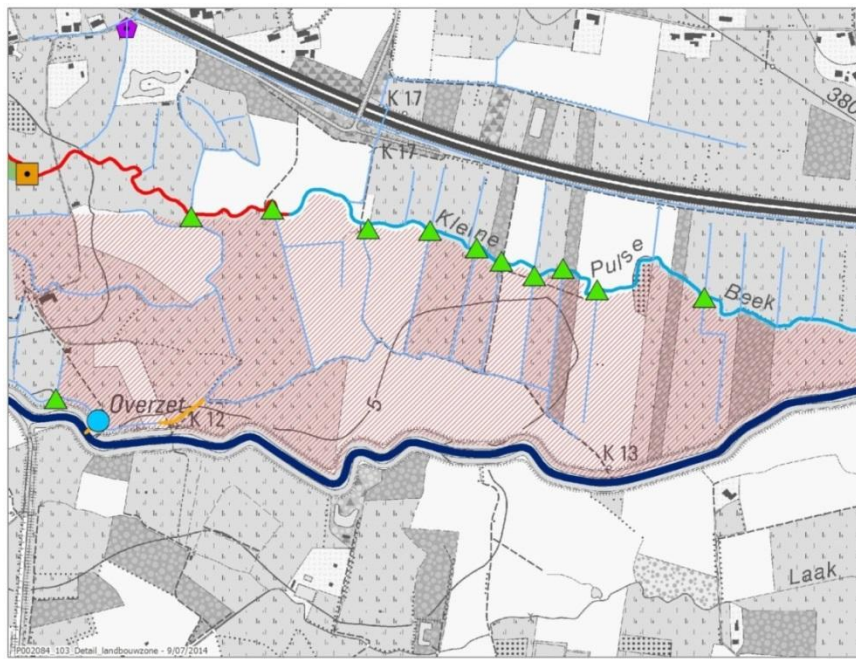 K 17
380
K 17
Kleine
Pulse
Beek
5
Overzet
K 12
K 13
Laak
P002084_103_Detail_landbouwzone - 9/07/2014